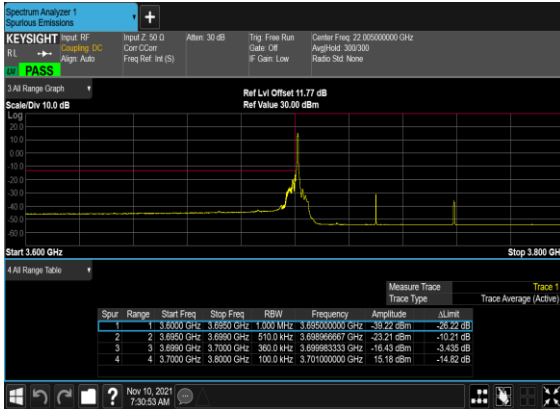 Spectrum Analyzer 1
Spurious Emissions
+
KEYSIGHT Input: RF Input Z: 50 Ω Atten: 30 dB Trig: Free Run Center Freq: 22.005000000 GHz
RL Coupling: DC Corr CCorr Gate: Off Avg|Hold: 300/300
Align: Auto Freq Ref: Int (S) IF Gain: Low Radio Std: None
PASS
3 All Range Graph
Ref Lvl Offset 11.77 dB
Scale/Div 10.0 dB Ref Value 30.00 dBm
Log
20.0
10.0
0.00
-10.0
-20.0
-30.0
-40.0
-50.0
-60.0
Start 3.600 GHz Stop 3.800 GH
4 All Range Table
Measure Trace Trace 1
Trace Type Trace Average (Active)
Spur Range Start Freq Stop Freq RBW Frequency Amplitude ΔLimit
1 1 3.6000 GHz 3.6950 GHz 1.000 MHz 3.695000000 GHz -39.22 dBm -26.22 dB
2 2 3.6950 GHz 3.6990 GHz 510.0 kHz 3.698966667 GHz -23.21 dBm -10.21 dB
3 3 3.6990 GHz 3.7000 GHz 360.0 kHz 3.699983333 GHz -16.43 dBm -3.435 dB
4 4 3.7000 GHz 3.8000 GHz 100.0 kHz 3.701000000 GHz 15.18 dBm -14.82 dB
? Nov 10, 2021
7:30:53 AM